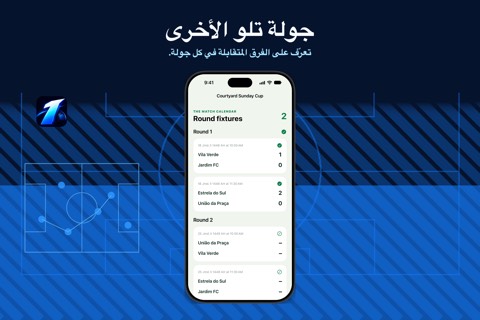 جولة تلو الأخرى
تعرّف على الفرق المتقابلة في كل جولة.
9:41
Courtyard Sunday Cup
THE MATCH CALENDAR
Round fixtures
2
Round 1
Vila Verde 1
Jardim FC 0
Estrela do Sul 2
União da Praça 0
Round 2
União da Praça –
Vila Verde –
Estrela do Sul –
Jardim FC –